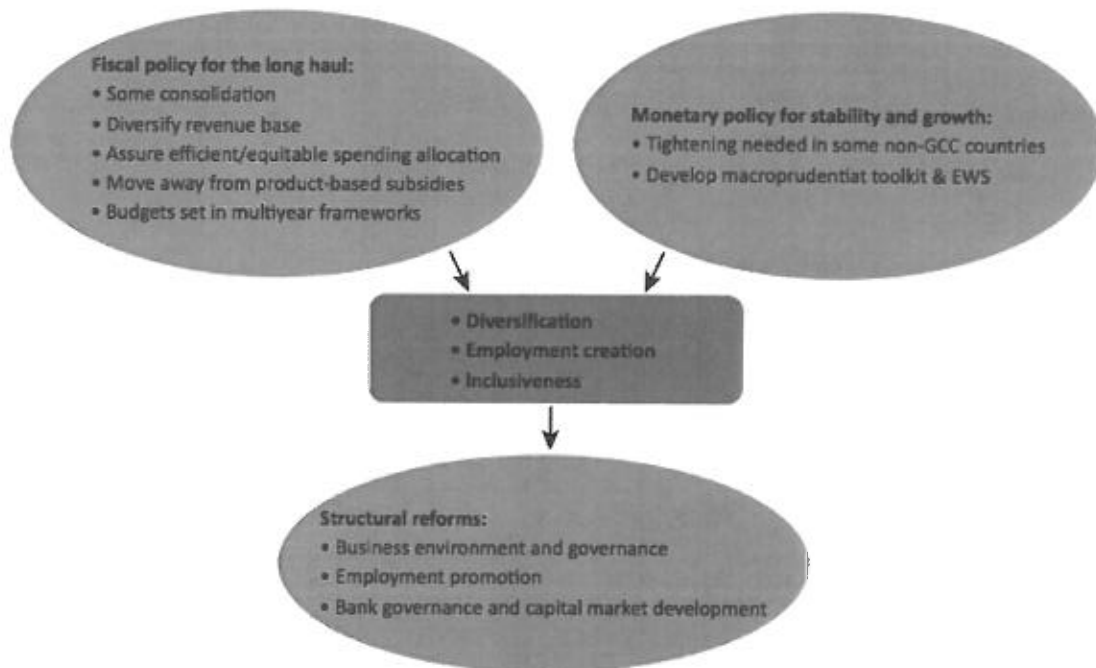 Fiscal policy for the long haul:
• Some consolidation
• Diversify revenue base
• Assure efficient/equitable spending allocation
• Move away from product-based subsidies
• Budgets set in multiyear frameworks
Monetary policy for stability and growth:
• Tightening needed in some non-GCC countries
• Develop macroprudentiat toolkit & EWS
• Diversification
• Employment creation
• Inclusiveness
Structural reforms:
• Business environment and governance
• Employment promotion
• Bank governance and capital market development